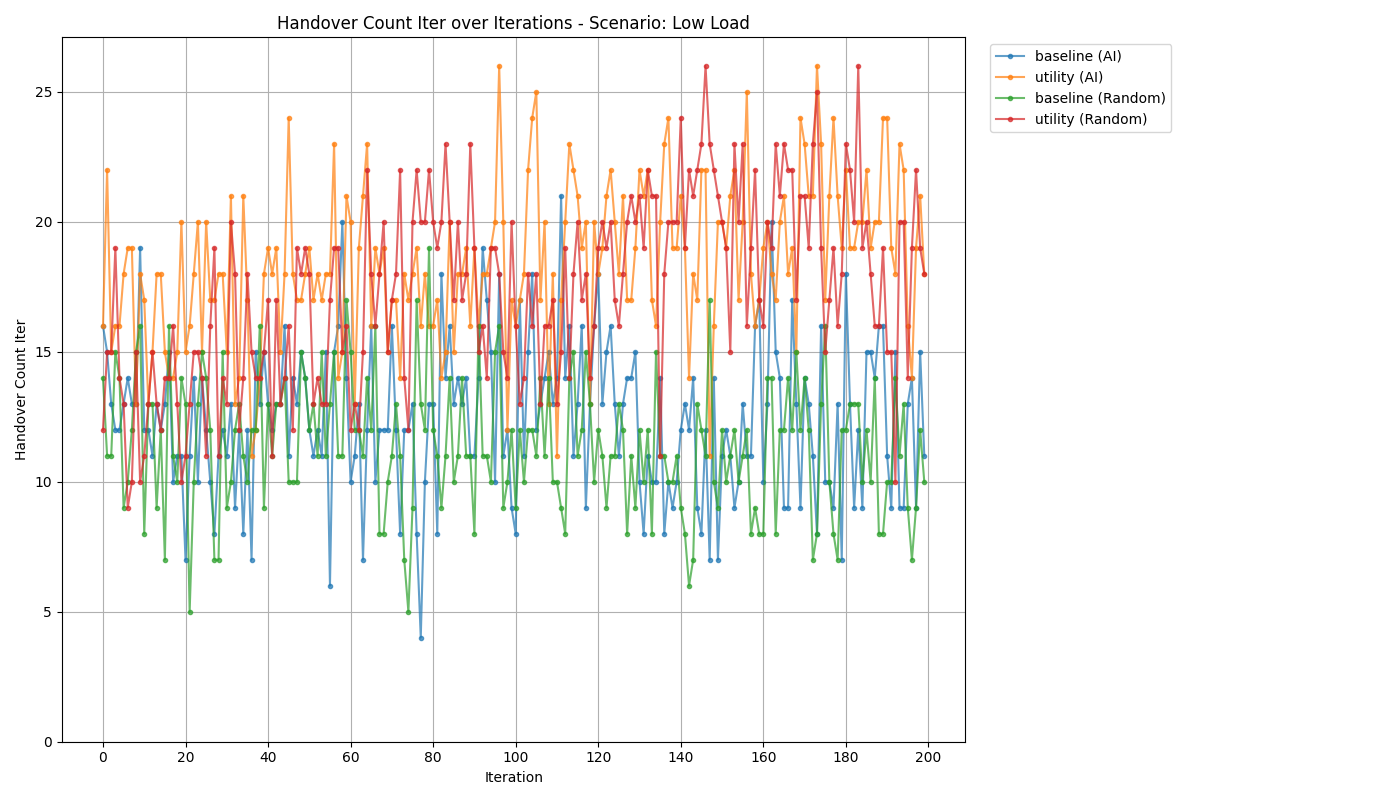 Handover Count Iter over Iterations - Scenario: Low Load
baseline (AI)
utility (AI)
baseline (Random)
utility (Random)
Handover Count Iter
25
20
15
10
5
0
0 20 40 60 80 100 120 140 160 180 200
Iteration